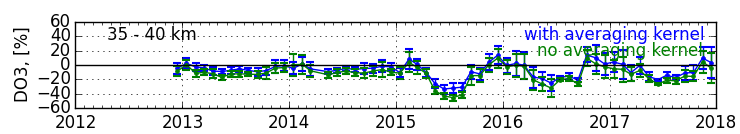 60
40
20
0
−20
−40
−60
DO3, [%]
35 - 40 km
with averaging kernel
no averaging kernel
2012 2013 2014 2015 2016 2017 2018